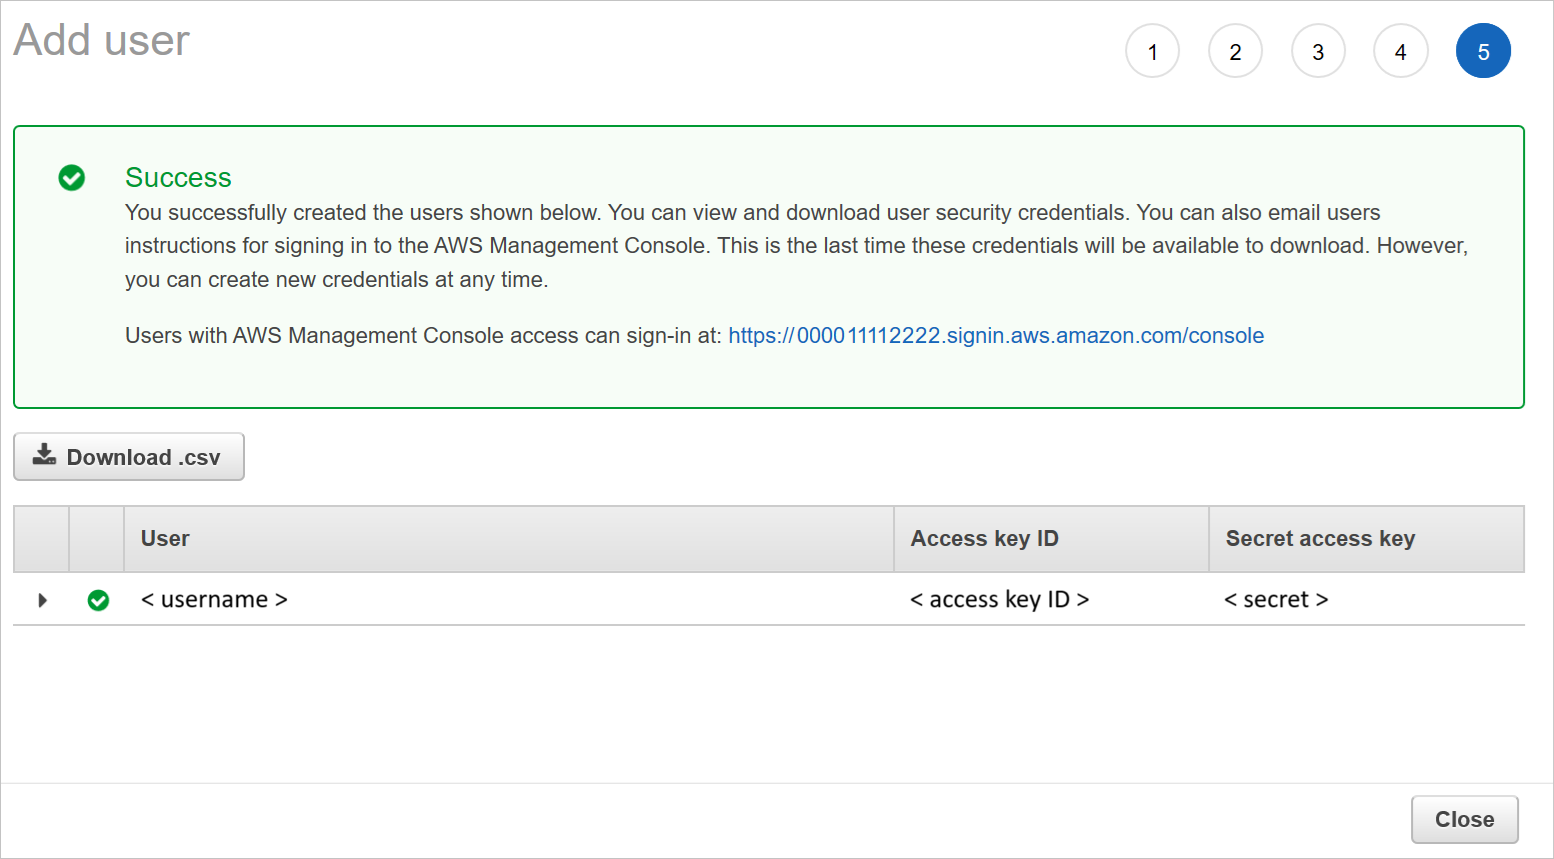 Add user
1 2 3 4 5
Success
You successfully created the users shown below. You can view and download user security credentials. You can also email users
instructions for signing in to the AWS Management Console. This is the last time these credentials will be available to download. However,
you can create new credentials at any time.
Users with AWS Management Console access can sign-in at: https://000011112222.signin.aws.amazon.com/console
Download .csv
User Access key ID Secret access key
< username > < access key ID > < secret >
Close